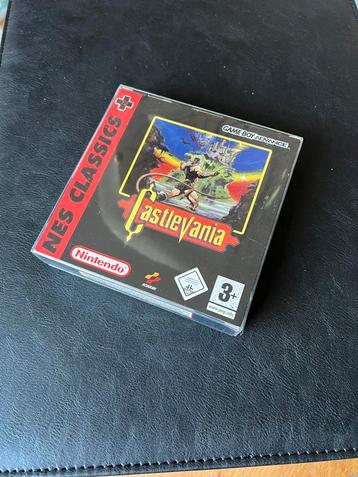 NES CLASSICS
GAME BOY ADVANCE
Castlevania
Nintendo
KONAMI
3+